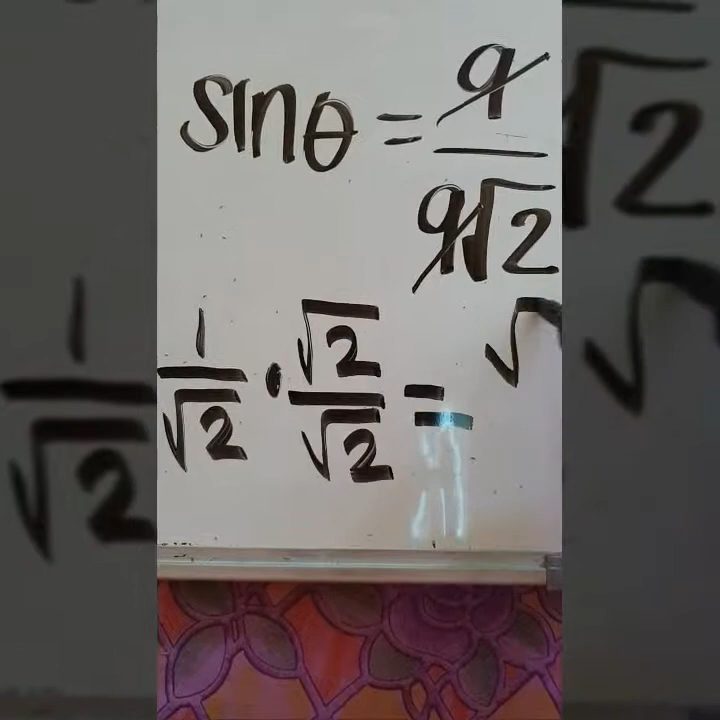 sinθ = 9/9√2
1/√2 · √2/√2 = √